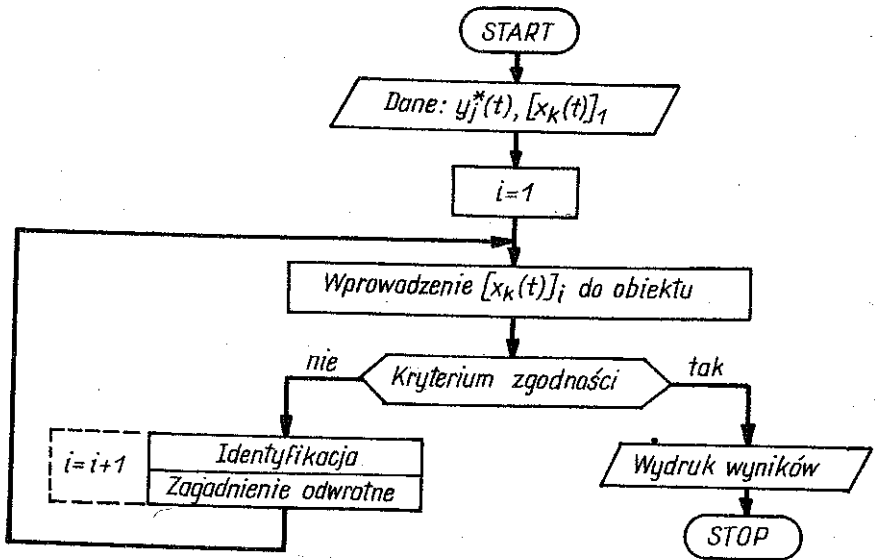 START
Dane: y_j^*(t), [x_k(t)]_1
i=1
Wprowadzenie [x_k(t)]_i do obiektu
nie
Kryterium zgodności
tak
i=i+1
Identyfikacja
Zagadnienie odwrotne
Wydruk wyników
STOP